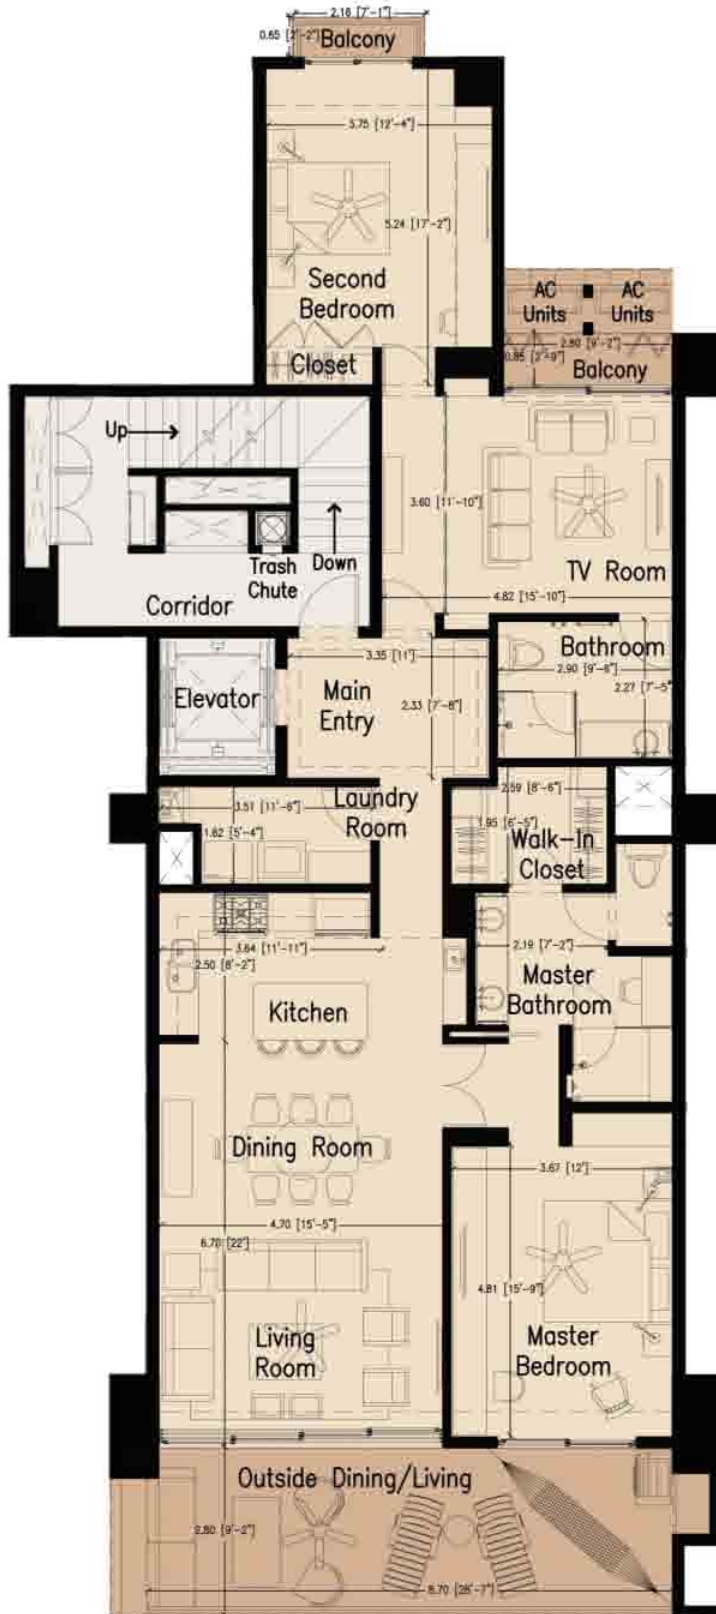 2.18 [7'-1"]
0.65 [2'-2"]
Balcony
3.75 [12'-4"]
5.24 [17'-2"]
Second
Bedroom
Closet
AC
Units
AC
Units
2.80 [9'-2"]
0.85 [2'-9"]
Balcony
Up
3.60 [11'-10"]
Trash
Chute
Down
Corridor
TV Room
4.82 [15'-10"]
Elevator
3.35 [11']
Main
Entry
2.33 [7'-8"]
Bathroom
2.90 [9'-6"]
2.27 [7'-5"
3.51 [11'-6"]
1.62 [5'-4"]
Laundry
Room
2.59 [8'-6"]
1.95 [6'-5"]
Walk-In
Closet
3.64 [11'-11"]
2.50 [8'-2"]
Kitchen
2.19 [7'-2"]
Master
Bathroom
Dining Room
3.67 [12']
4.70 [15'-5"]
6.70 [22']
4.81 [15'-9"]
Living
Room
Master
Bedroom
Outside Dining/Living
2.80 [9'-2"]
8.70 [28'-7"]